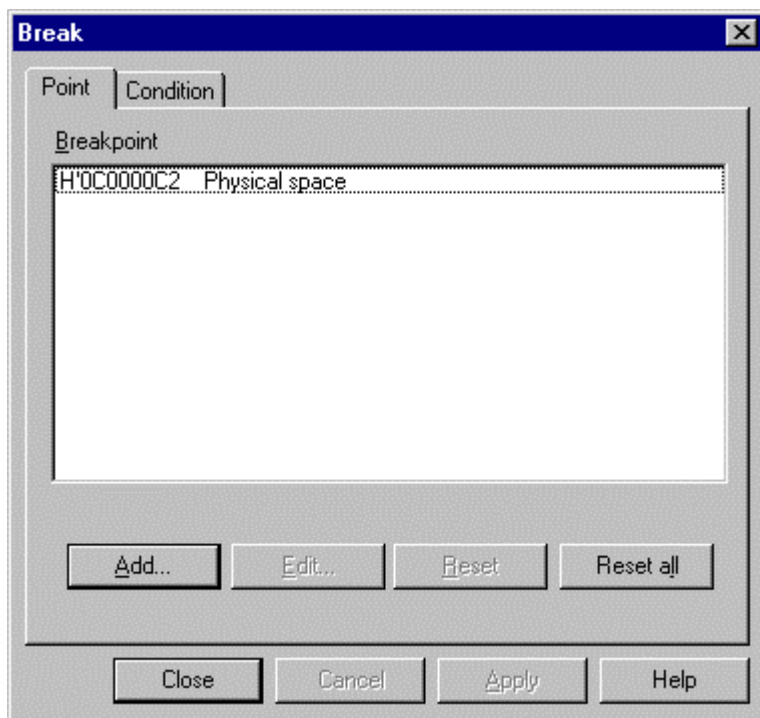 Break
Point Condition
Breakpoint
H'0C0000C2 Physical space
Add... Edit... Reset Reset all
Close Cancel Apply Help